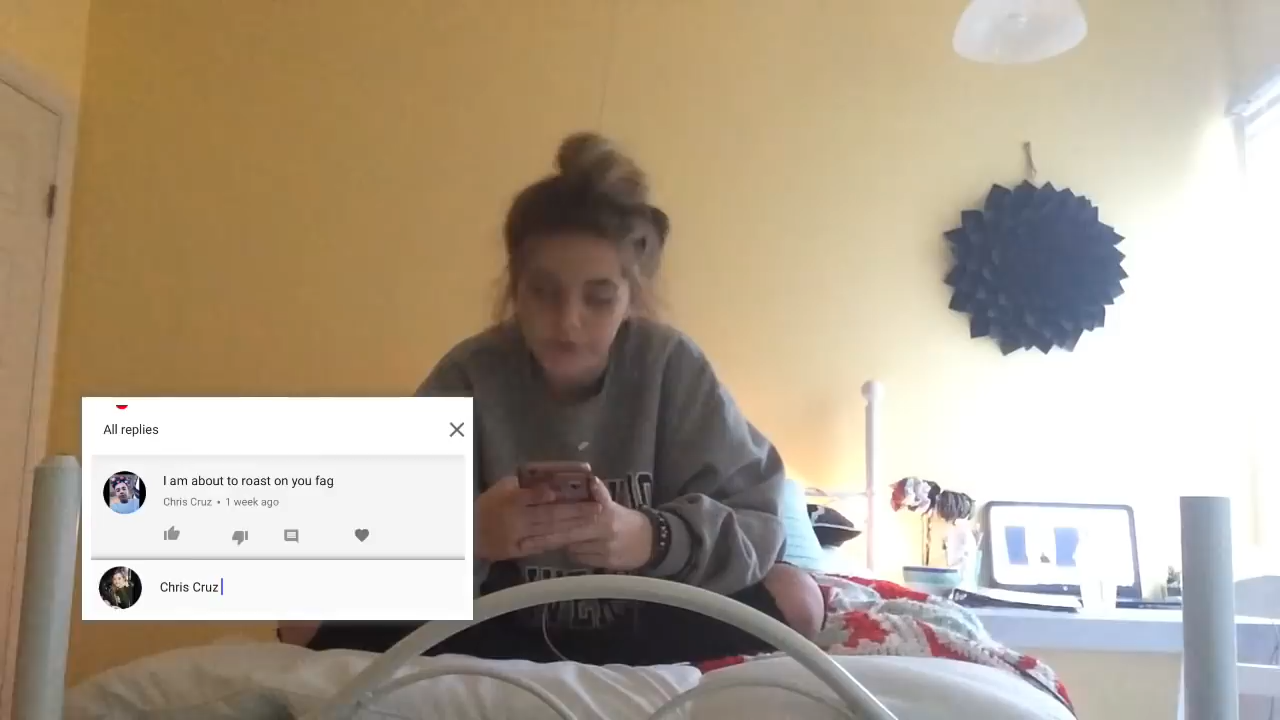 All replies
I am about to roast on you fag
Chris Cruz • 1 week ago
Chris Cruz